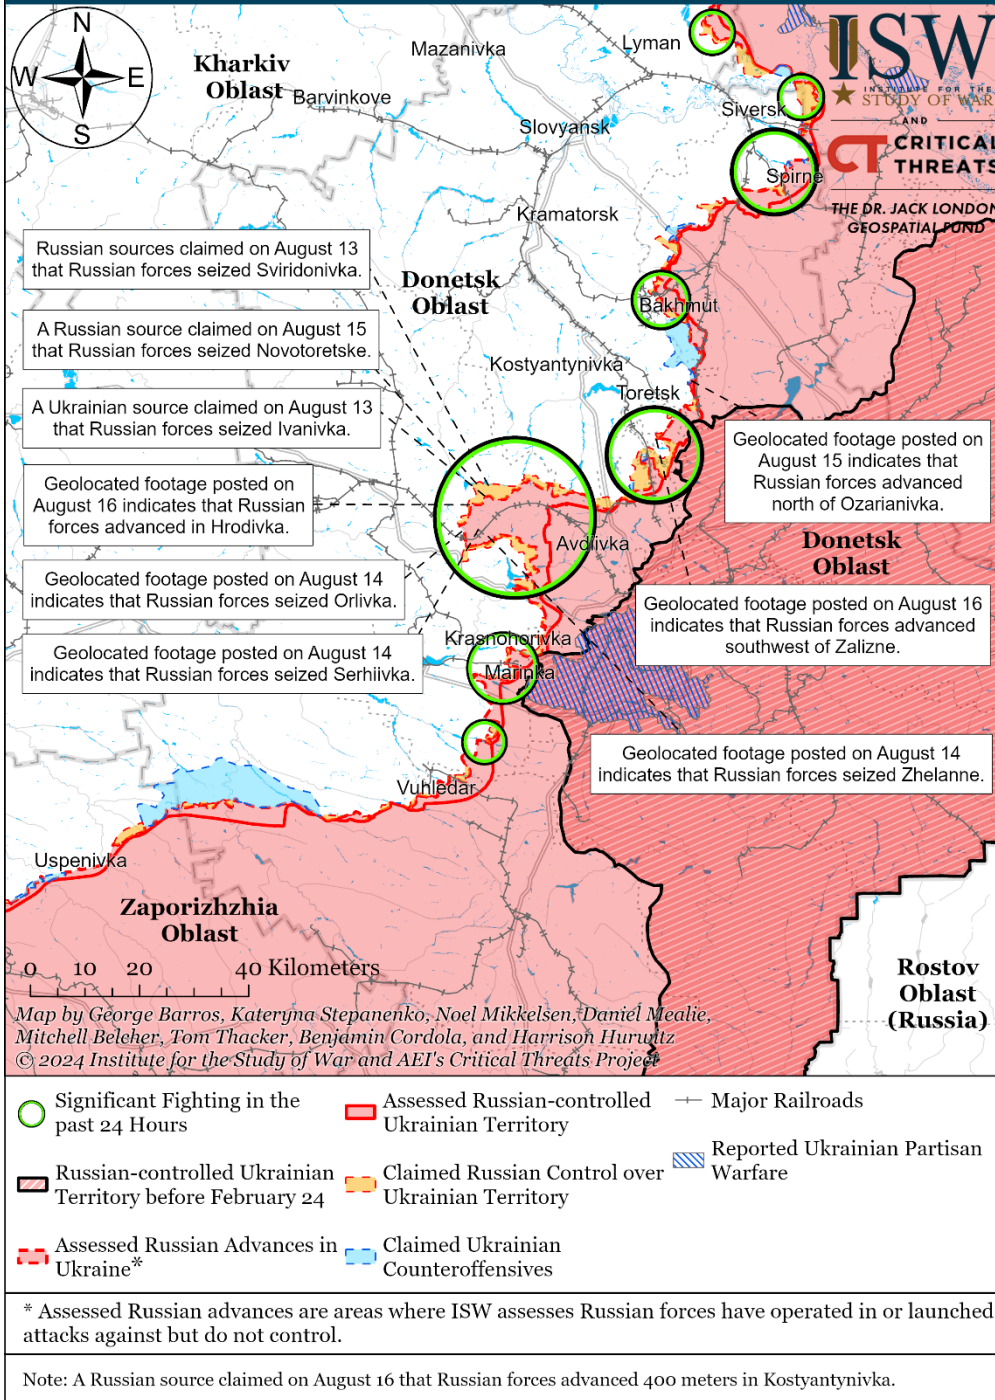 N
W
E
S
Kharkiv
Oblast
Mazanivka
Barvinkove
Lyman
Slovyansk
Siversk
Spirne
Kramatorsk
ISW
INSTITUTE FOR THE
STUDY OF WAR
AND
CT CRITICAL
THREATS
THE DR. JACK LONDON
GEOSPATIAL FUND
Russian sources claimed on August 13
that Russian forces seized Sviridonivka.
Donetsk
Oblast
Bakhmut
A Russian source claimed on August 15
that Russian forces seized Novotoretske.
Kostyantynivka
Toretsk
A Ukrainian source claimed on August 13
that Russian forces seized Ivanivka.
Geolocated footage posted on
August 15 indicates that
Russian forces advanced
north of Ozarianivka.
Geolocated footage posted on
August 16 indicates that Russian
forces advanced in Hrodivka.
Avdiivka
Donetsk
Oblast
Geolocated footage posted on August 14
indicates that Russian forces seized Orlivka.
Geolocated footage posted on August 16
indicates that Russian forces advanced
southwest of Zalizne.
Geolocated footage posted on August 14
indicates that Russian forces seized Serhiivka.
Krasnohorivka
Marinka
Geolocated footage posted on August 14
indicates that Russian forces seized Zhelanne.
Vuhledar
Uspenivka
Zaporizhzhia
Oblast
Rostov
Oblast
(Russia)
0 10 20 40 Kilometers
Map by George Barros, Kateryna Stepanenko, Noel Mikkelsen, Daniel Mealie,
Mitchell Belcher, Tom Thacker, Benjamin Cordola, and Harrison Hurwitz
© 2024 Institute for the Study of War and AEI's Critical Threats Project
Significant Fighting in the
past 24 Hours
Russian-controlled Ukrainian
Territory before February 24
Assessed Russian Advances in
Ukraine*
Assessed Russian-controlled
Ukrainian Territory
Claimed Russian Control over
Ukrainian Territory
Claimed Ukrainian
Counteroffensives
Major Railroads
Reported Ukrainian Partisan
Warfare
* Assessed Russian advances are areas where ISW assesses Russian forces have operated in or launched
attacks against but do not control.
Note: A Russian source claimed on August 16 that Russian forces advanced 400 meters in Kostyantynivka.